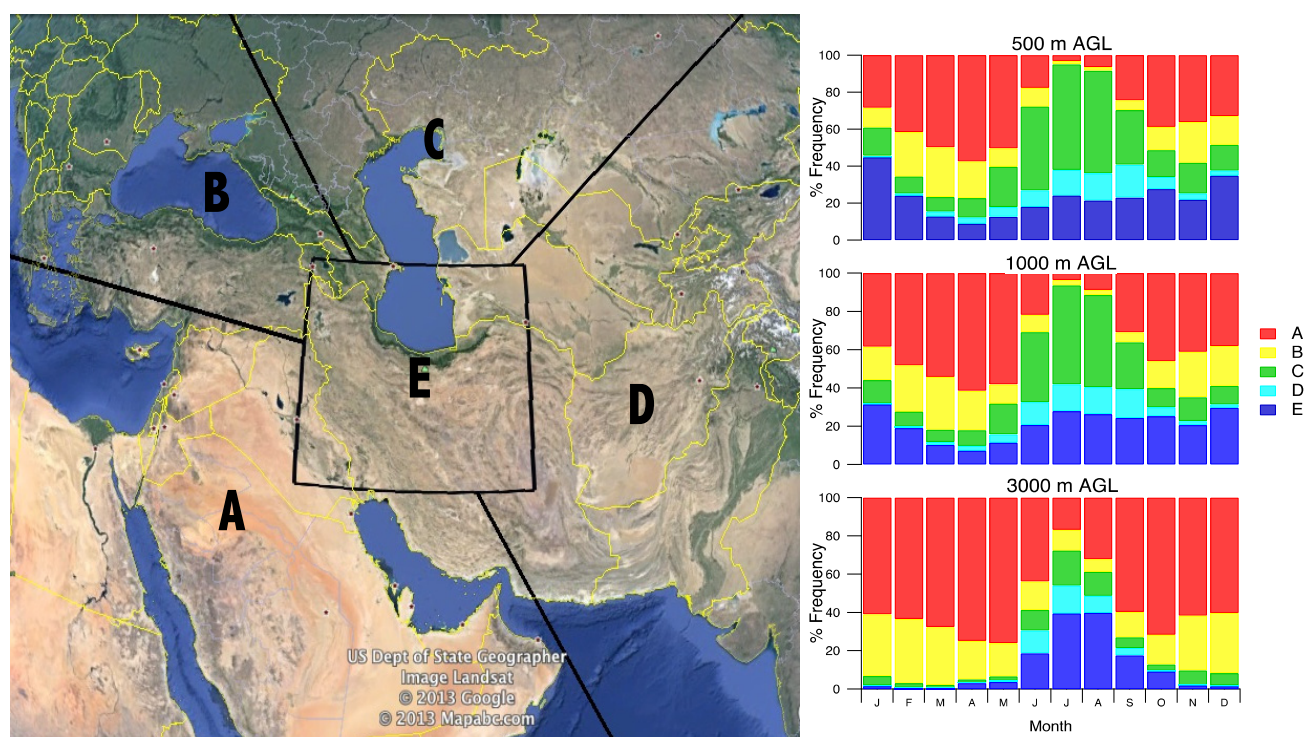 B
C
E
D
A
US Dept of State Geographer
Image Landsat
© 2013 Google
© 2013 Mapabc.com
500 m AGL
100
80
60
40
20
0
% Frequency
1000 m AGL
100
80
60
40
20
0
% Frequency
3000 m AGL
100
80
60
40
20
0
% Frequency
J F M A M J J A S O N D
Month
A
B
C
D
E